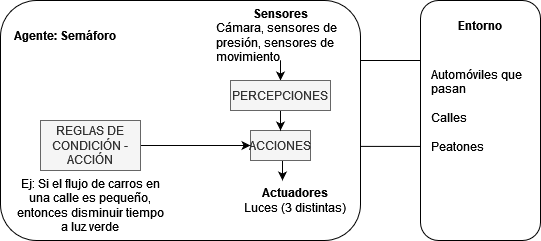 Agente: Semáforo
Sensores
Cámara, sensores de
presión, sensores de
movimiento
PERCEPCIONES
REGLAS DE
CONDICIÓN -
ACCIÓN
ACCIONES
Ej: Si el flujo de carros en
una calle es pequeño,
entonces disminuir tiempo
a luz verde
Actuadores
Luces (3 distintas)
Entorno
Automóviles que
pasan
Calles
Peatones